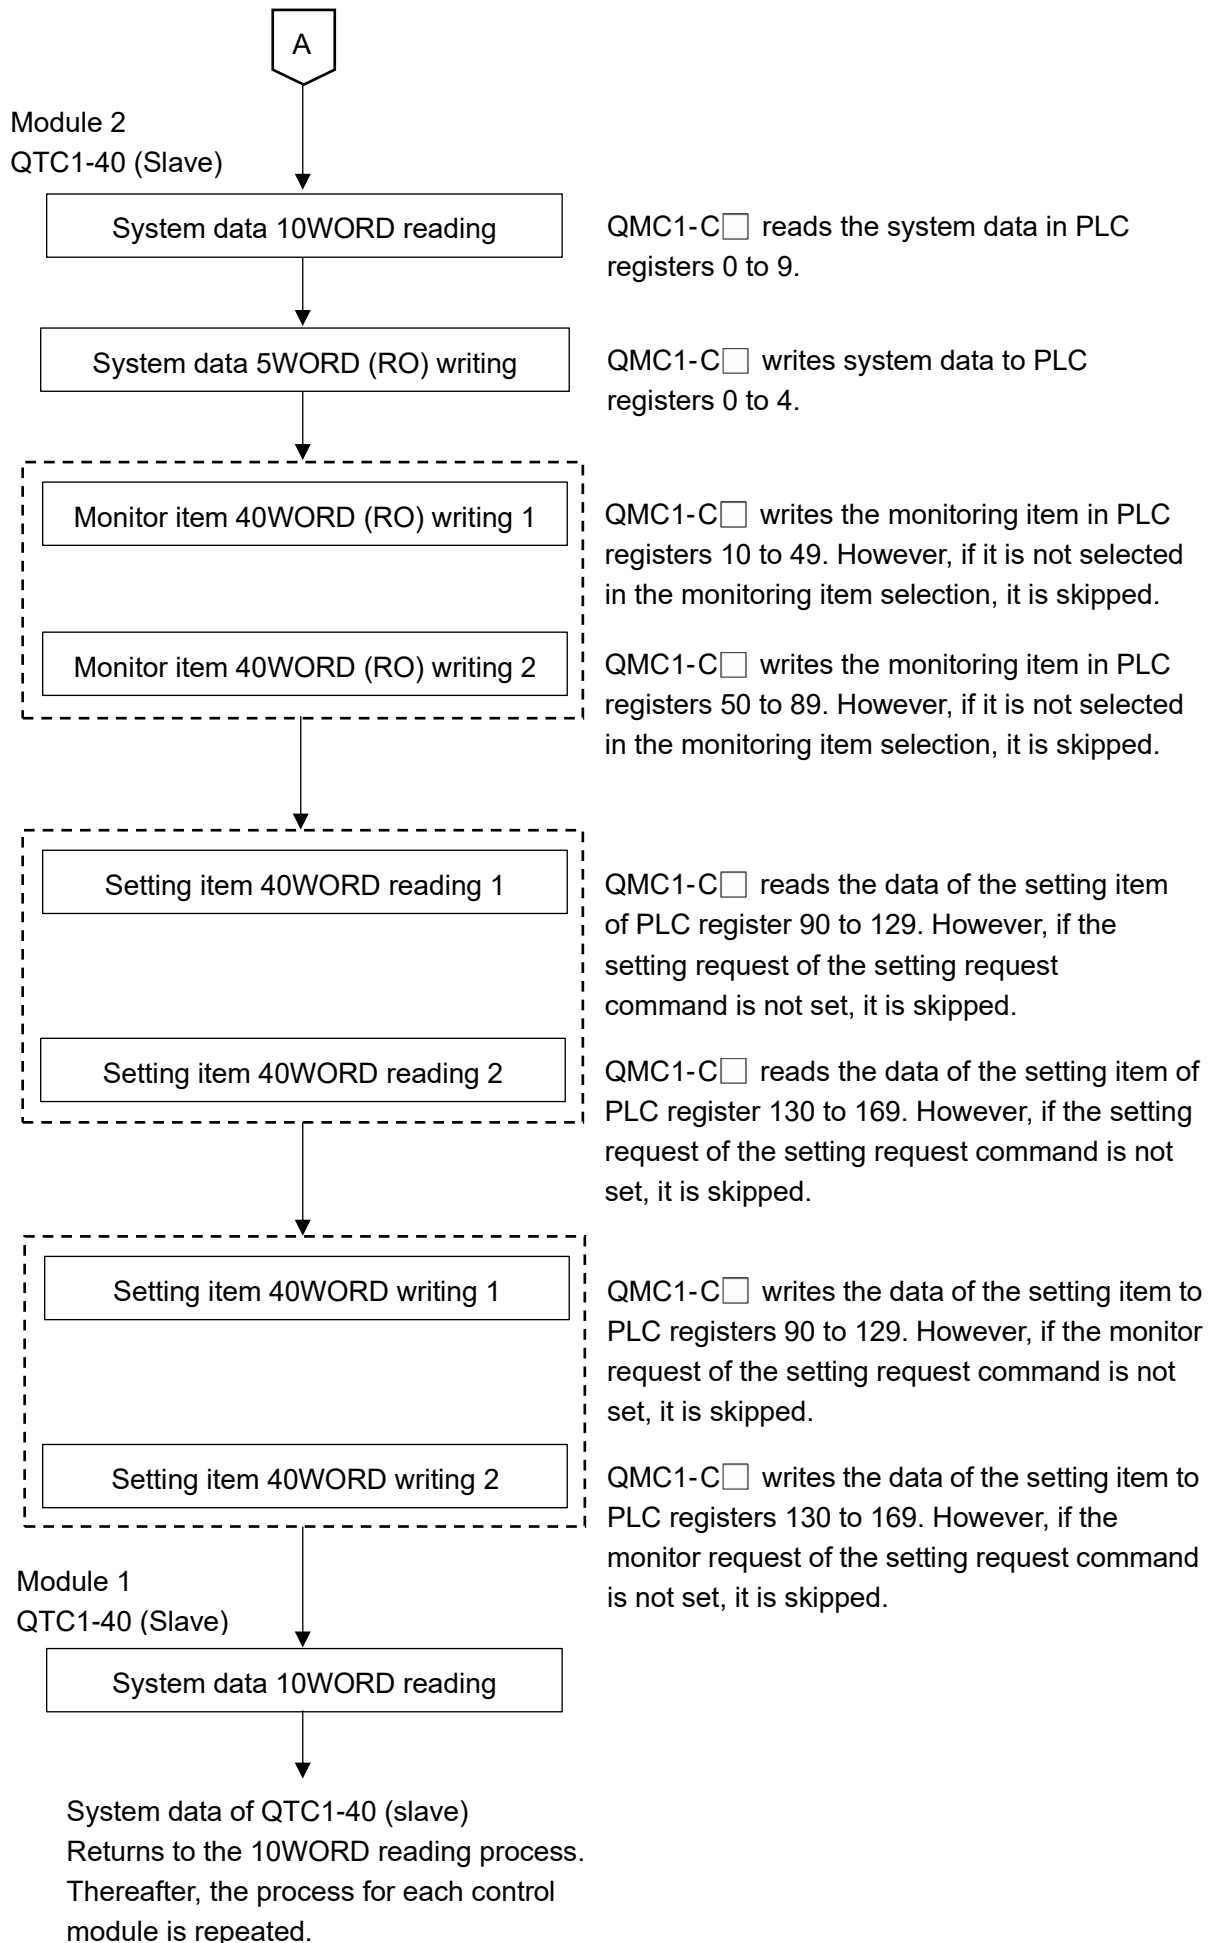 A
Module 2
QTC1-40 (Slave)
System data 10WORD reading
QMC1-C□ reads the system data in PLC
registers 0 to 9.
System data 5WORD (RO) writing
QMC1-C□ writes system data to PLC
registers 0 to 4.
Monitor item 40WORD (RO) writing 1
QMC1-C□ writes the monitoring item in PLC
registers 10 to 49. However, if it is not selected
in the monitoring item selection, it is skipped.
Monitor item 40WORD (RO) writing 2
QMC1-C□ writes the monitoring item in PLC
registers 50 to 89. However, if it is not selected
in the monitoring item selection, it is skipped.
Setting item 40WORD reading 1
QMC1-C□ reads the data of the setting item
of PLC register 90 to 129. However, if the
setting request of the setting request
command is not set, it is skipped.
Setting item 40WORD reading 2
QMC1-C□ reads the data of the setting item of
PLC register 130 to 169. However, if the setting
request of the setting request command is not
set, it is skipped.
Setting item 40WORD writing 1
QMC1-C□ writes the data of the setting item to
PLC registers 90 to 129. However, if the monitor
request of the setting request command is not
set, it is skipped.
Setting item 40WORD writing 2
QMC1-C□ writes the data of the setting item to
PLC registers 130 to 169. However, if the
monitor request of the setting request command
is not set, it is skipped.
Module 1
QTC1-40 (Slave)
System data 10WORD reading
System data of QTC1-40 (slave)
Returns to the 10WORD reading process.
Thereafter, the process for each control
module is repeated.